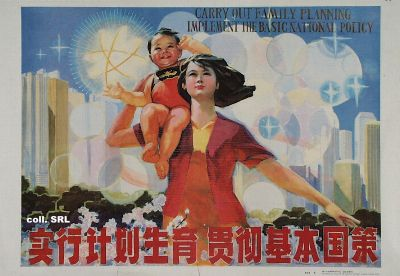 CARRY OUT FAMILY PLANNING
IMPLEMENT THE BASIC NATIONAL POLICY
coll. SRL
实行计划生育 贯彻基本国策